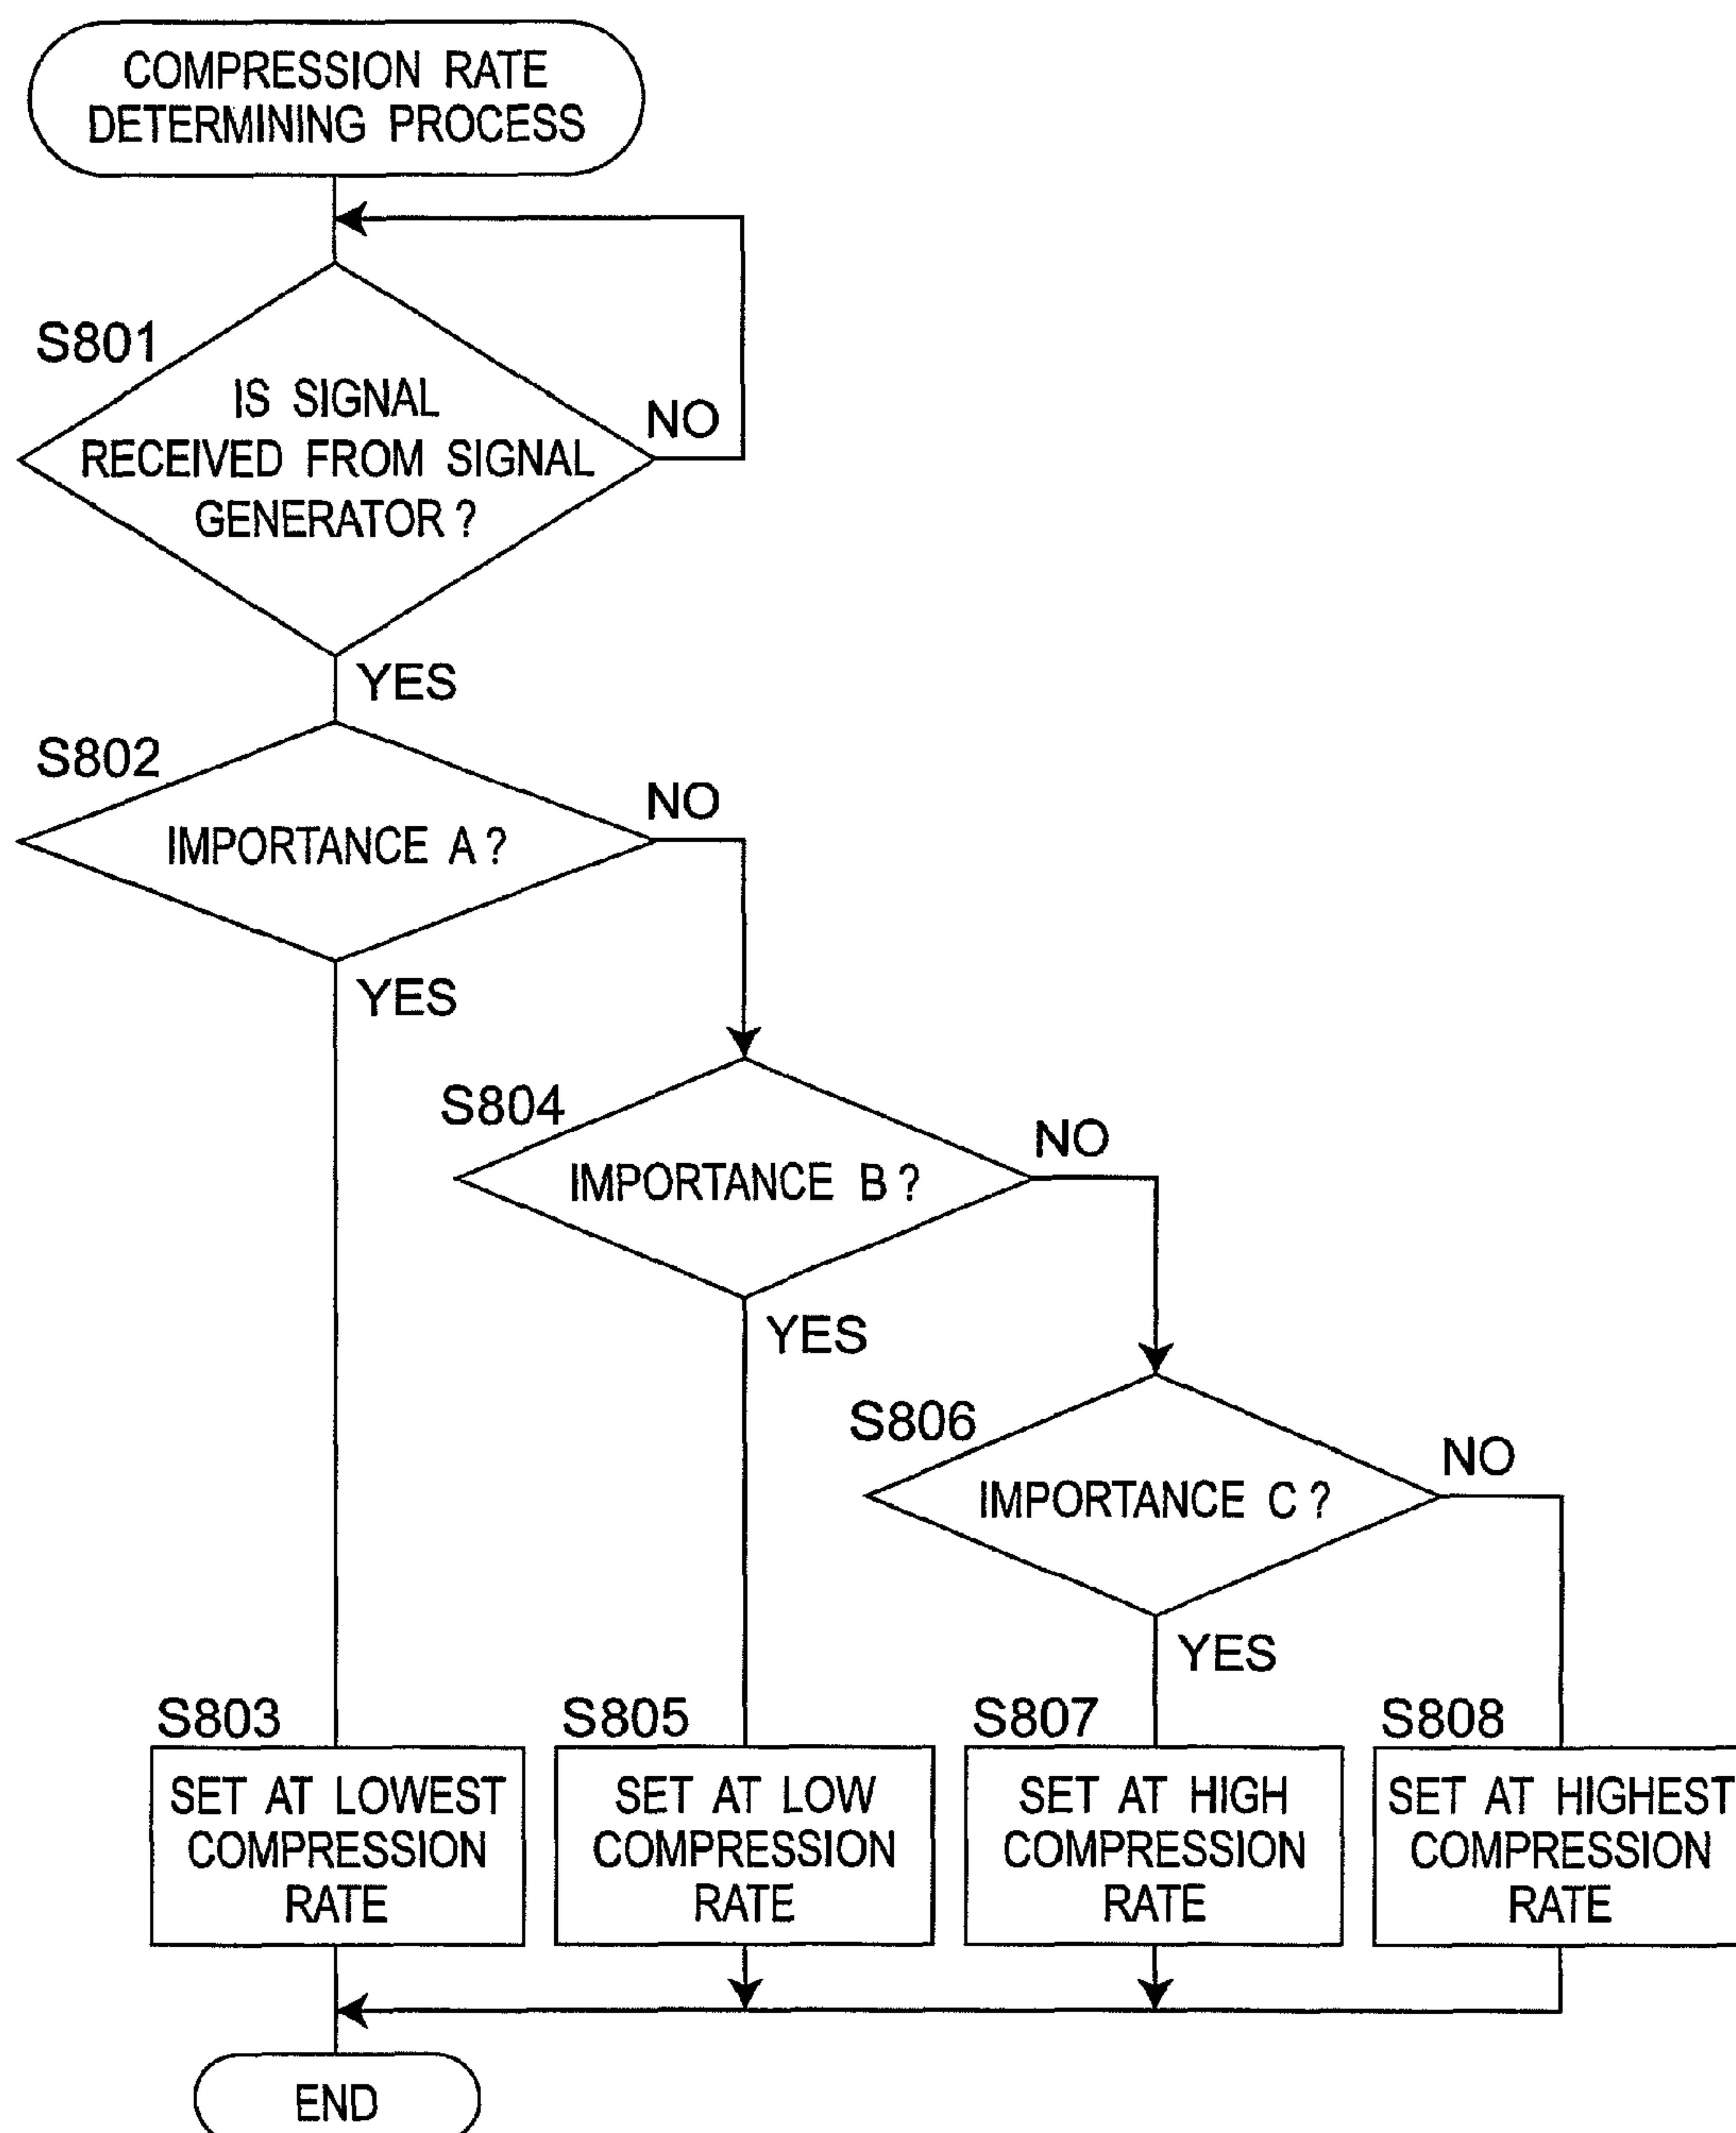 COMPRESSION RATE
DETERMINING PROCESS
S801
IS SIGNAL
RECEIVED FROM SIGNAL
GENERATOR ?
NO
YES
S802
IMPORTANCE A ?
NO
YES
S804
IMPORTANCE B ?
NO
YES
S806
IMPORTANCE C ?
NO
YES
S803
SET AT LOWEST
COMPRESSION
RATE
S805
SET AT LOW
COMPRESSION
RATE
S807
SET AT HIGH
COMPRESSION
RATE
S808
SET AT HIGHEST
COMPRESSION
RATE
END